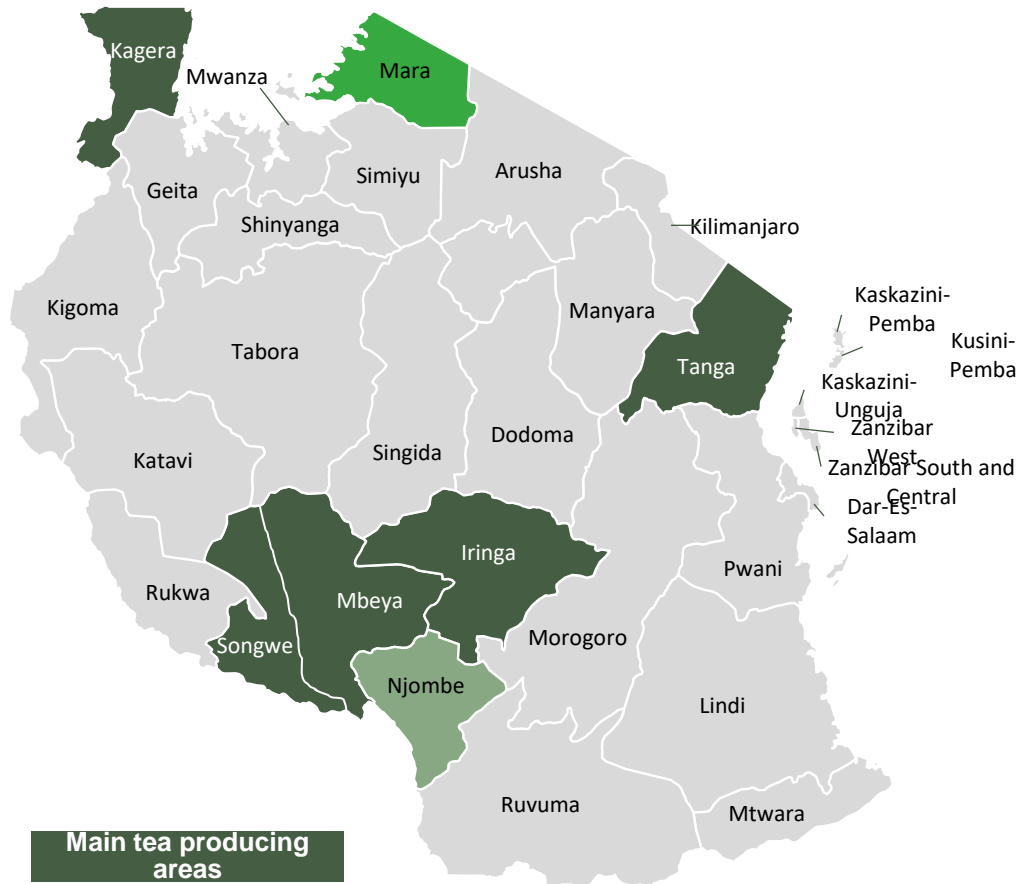 Kagera
Mwanza
Mara
Geita
Simiyu
Arusha
Shinyanga
Kilimanjaro
Kigoma
Tabora
Manyara
Tanga
Kaskazini-
Pemba
Kusini-
Pemba
Kaskazini-
Unguja
Zanzibar
West
Zanzibar South and
Central
Dar-Es-
Salaam
Katavi
Singida
Dodoma
Iringa
Pwani
Rukwa
Mbeya
Songwe
Morogoro
Njombe
Lindi
Ruvuma
Mtwara
Main tea producing
areas